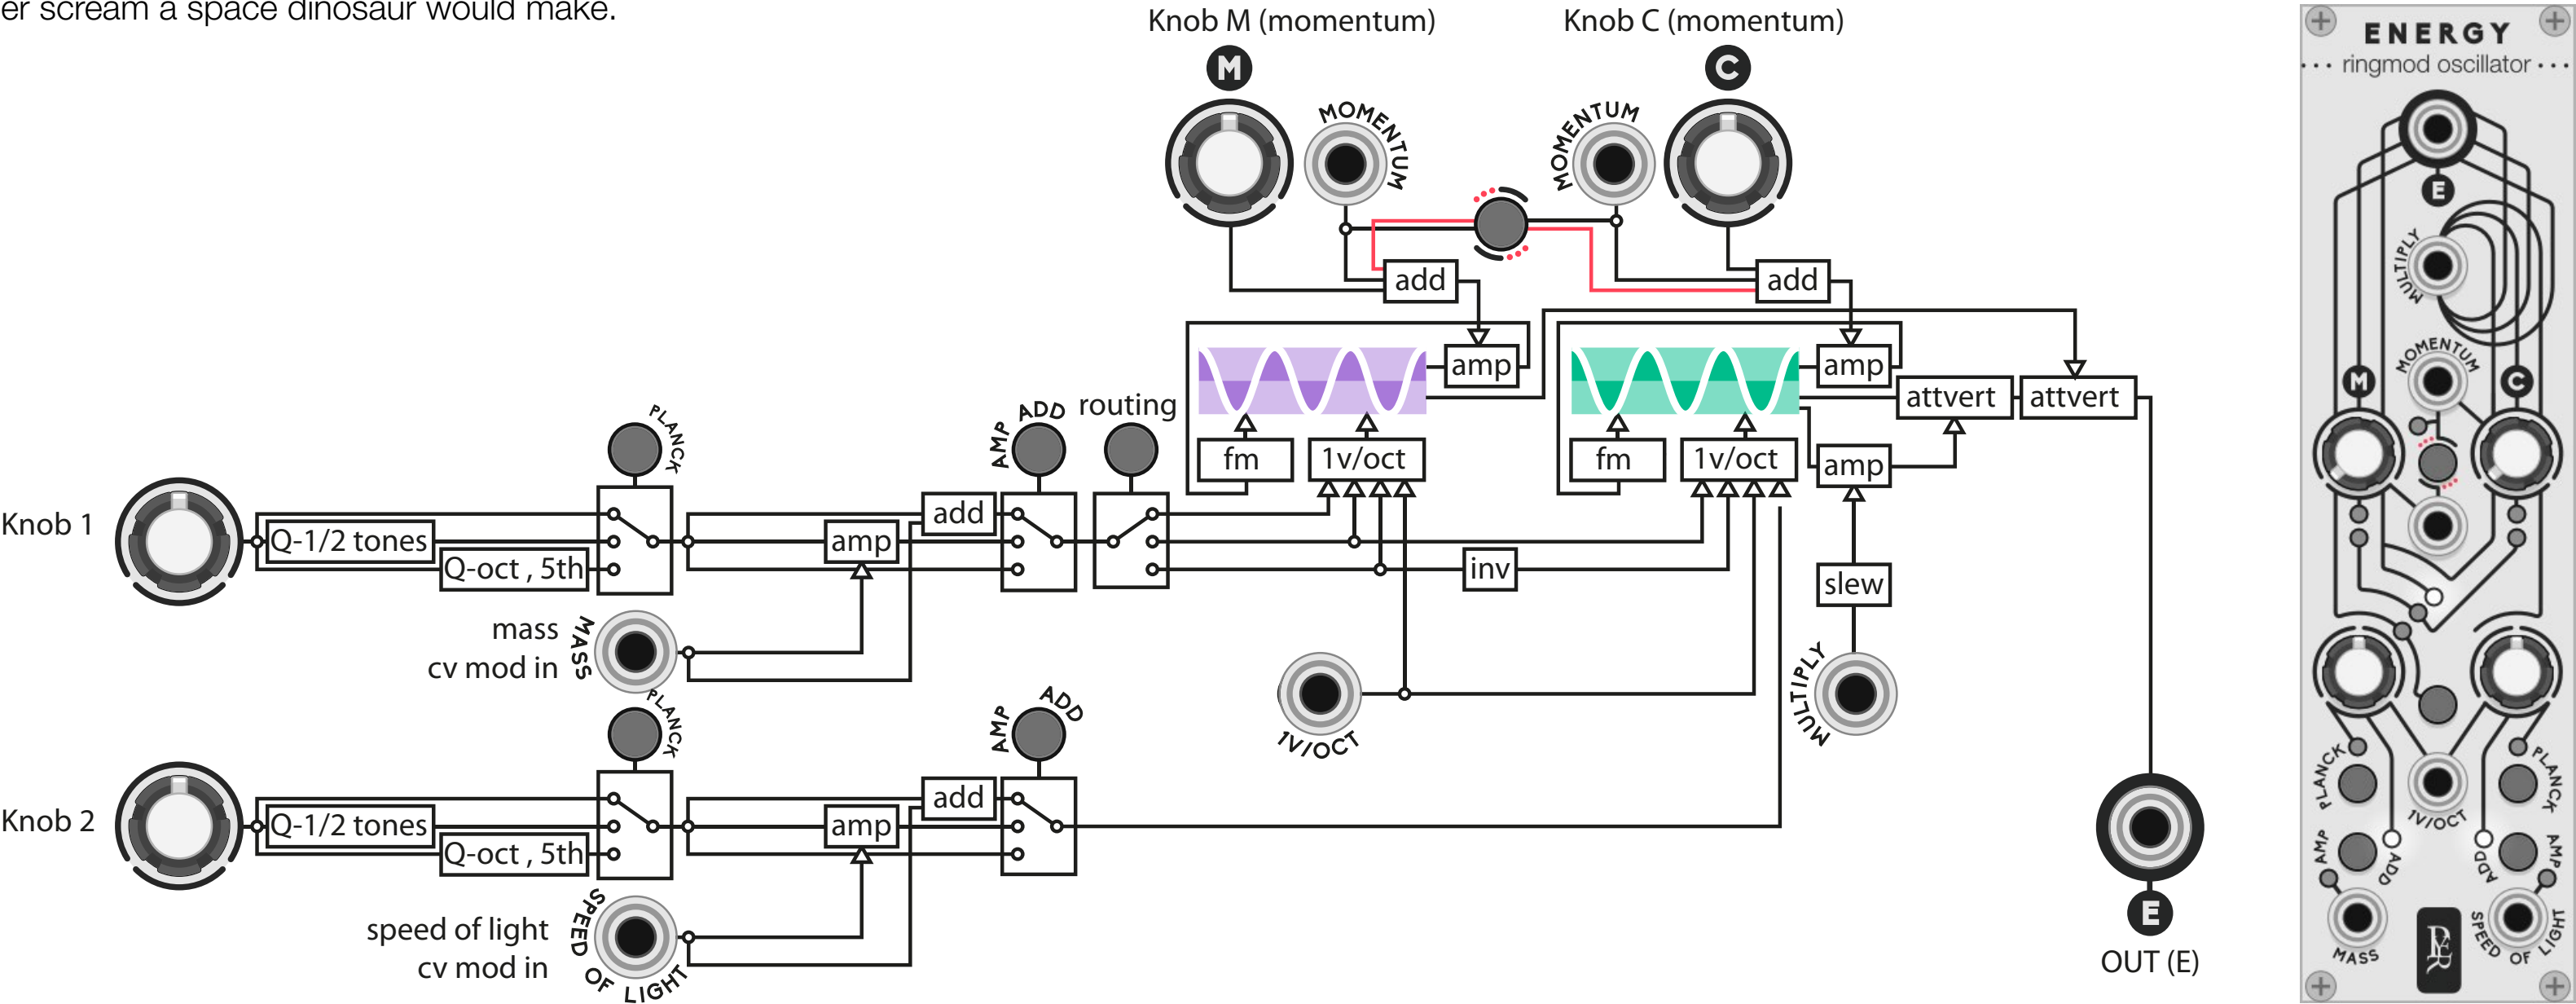 er scream a space dinosaur would make.
Knob M (momentum)
Knob C (momentum)
M
C
MOMENTUM
MOMENTUM
add
add
amp
amp
attvert
attvert
fm
1v/oct
fm
1v/oct
amp
PLANCK
AMP ADD
routing
Knob 1
Q-1/2 tones
Q-oct , 5th
amp
add
inv
slew
mass
cv mod in
MASS
1V/OCT
MULTIPLY
PLANCK
AMP ADD
Knob 2
Q-1/2 tones
Q-oct , 5th
amp
add
speed of light
cv mod in
SPEED OF LIGHT
E
OUT (E)
ENERGY
··· ringmod oscillator ···
E
MULTIPLY
MOMENTUM
M
C
PLANCK
PLANCK
1V/OCT
AMP
ADD
ADD
AMP
MASS
SPEED OF LIGHT